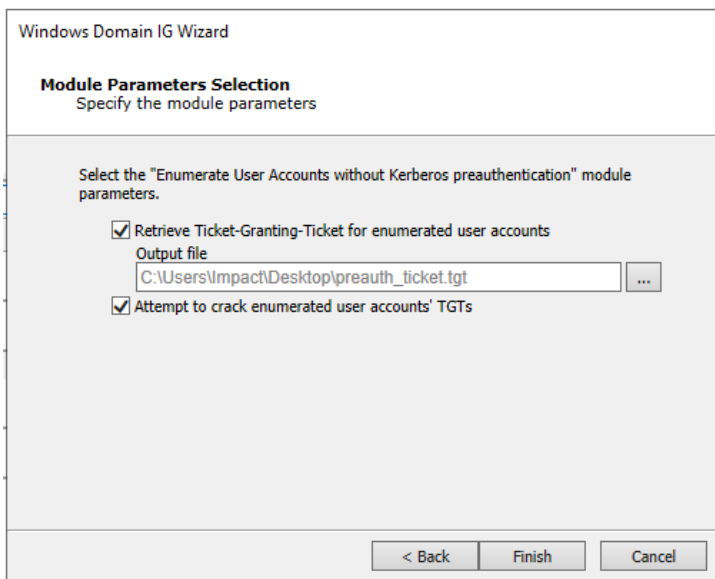 Windows Domain IG Wizard
Module Parameters Selection
Specify the module parameters
Select the "Enumerate User Accounts without Kerberos preauthentication" module
parameters.
Retrieve Ticket-Granting-Ticket for enumerated user accounts
Output file
C:\Users\Impact\Desktop\preauth_ticket.tgt
...
Attempt to crack enumerated user accounts' TGTs
< Back
Finish
Cancel